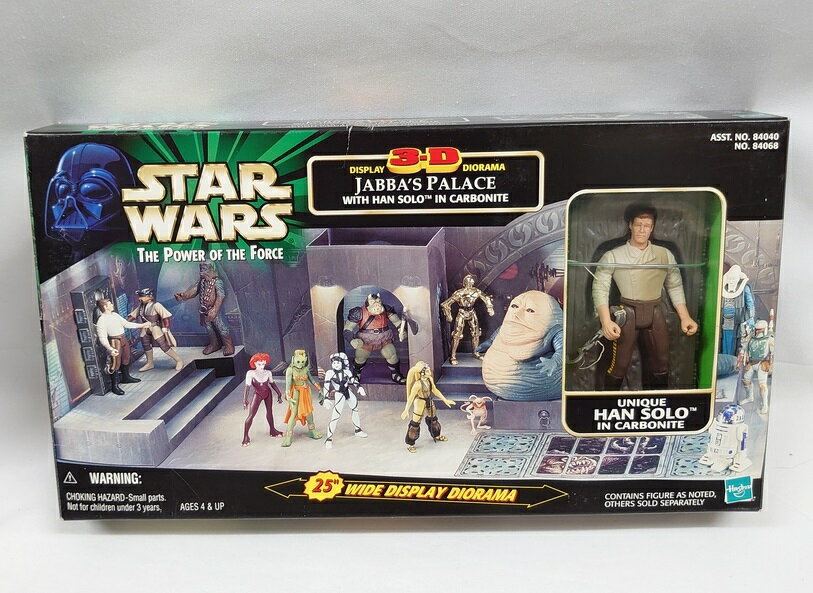 ASST. NO. 84040
NO. 84068
STAR
WARS
THE POWER OF THE FORCE
DISPLAY 3-D DIORAMA
JABBA'S PALACE
WITH HAN SOLO™ IN CARBONITE
UNIQUE
HAN SOLO™
IN CARBONITE
⚠ WARNING:
CHOKING HAZARD-Small parts.
Not for children under 3 years.
AGES 4 & UP
25" WIDE DISPLAY DIORAMA
CONTAINS FIGURE AS NOTED,
OTHERS SOLD SEPARATELY
Hasbro